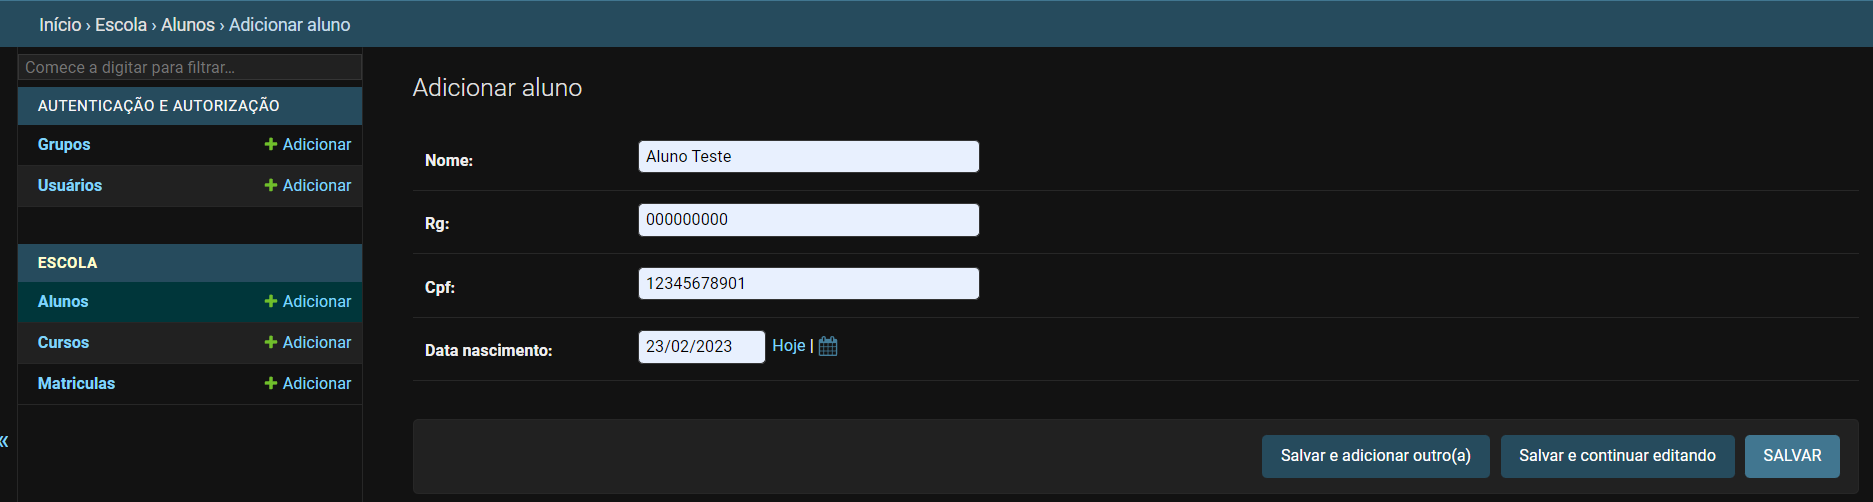 Início › Escola › Alunos › Adicionar aluno
Comece a digitar para filtrar…
AUTENTICAÇÃO E AUTORIZAÇÃO
Grupos + Adicionar
Usuários + Adicionar
ESCOLA
Alunos + Adicionar
Cursos + Adicionar
Matriculas + Adicionar
«
Adicionar aluno
Nome: Aluno Teste
Rg: 000000000
Cpf: 12345678901
Data nascimento: 23/02/2023 Hoje |
Salvar e adicionar outro(a) Salvar e continuar editando SALVAR